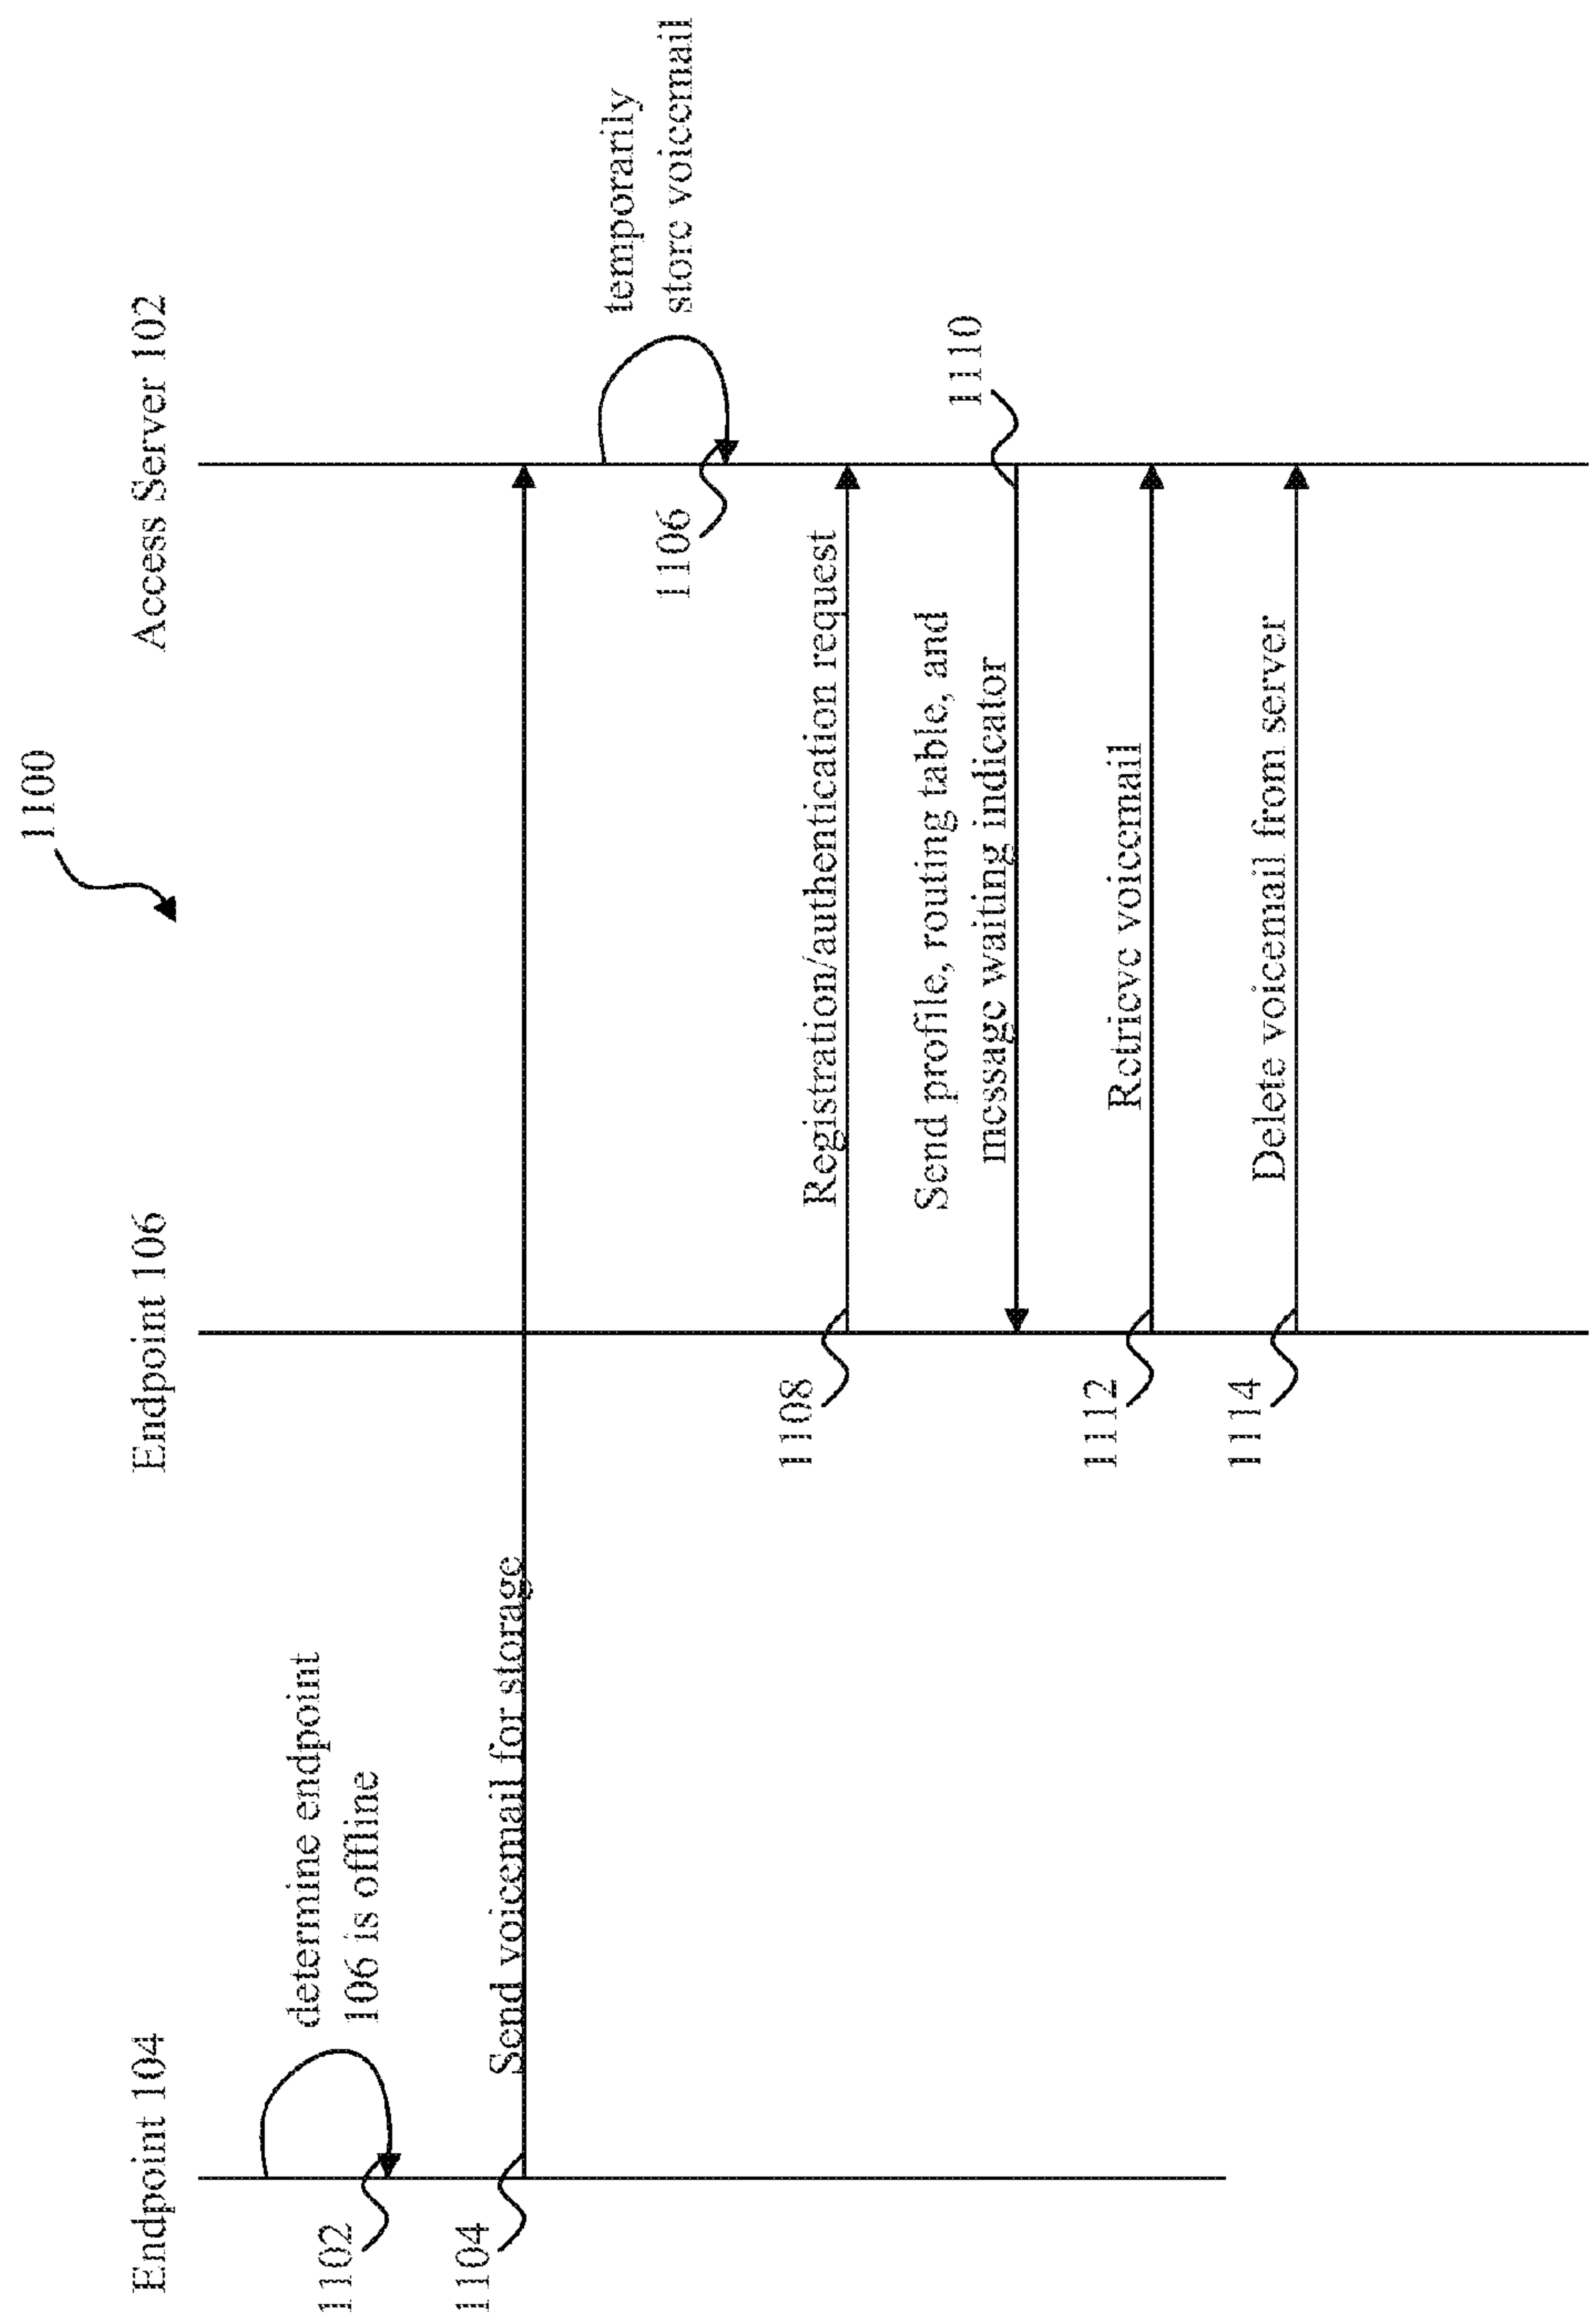 1100
Endpoint 104
Endpoint 106
Access Server 102
determine endpoint
106 is offline
1102
Send voicemail for storage
1104
temporarily
store voicemail
1106
Registration/authentication request
1108
Send profile, routing table, and
message waiting indicator
1110
Retrieve voicemail
1112
Delete voicemail from server
1114